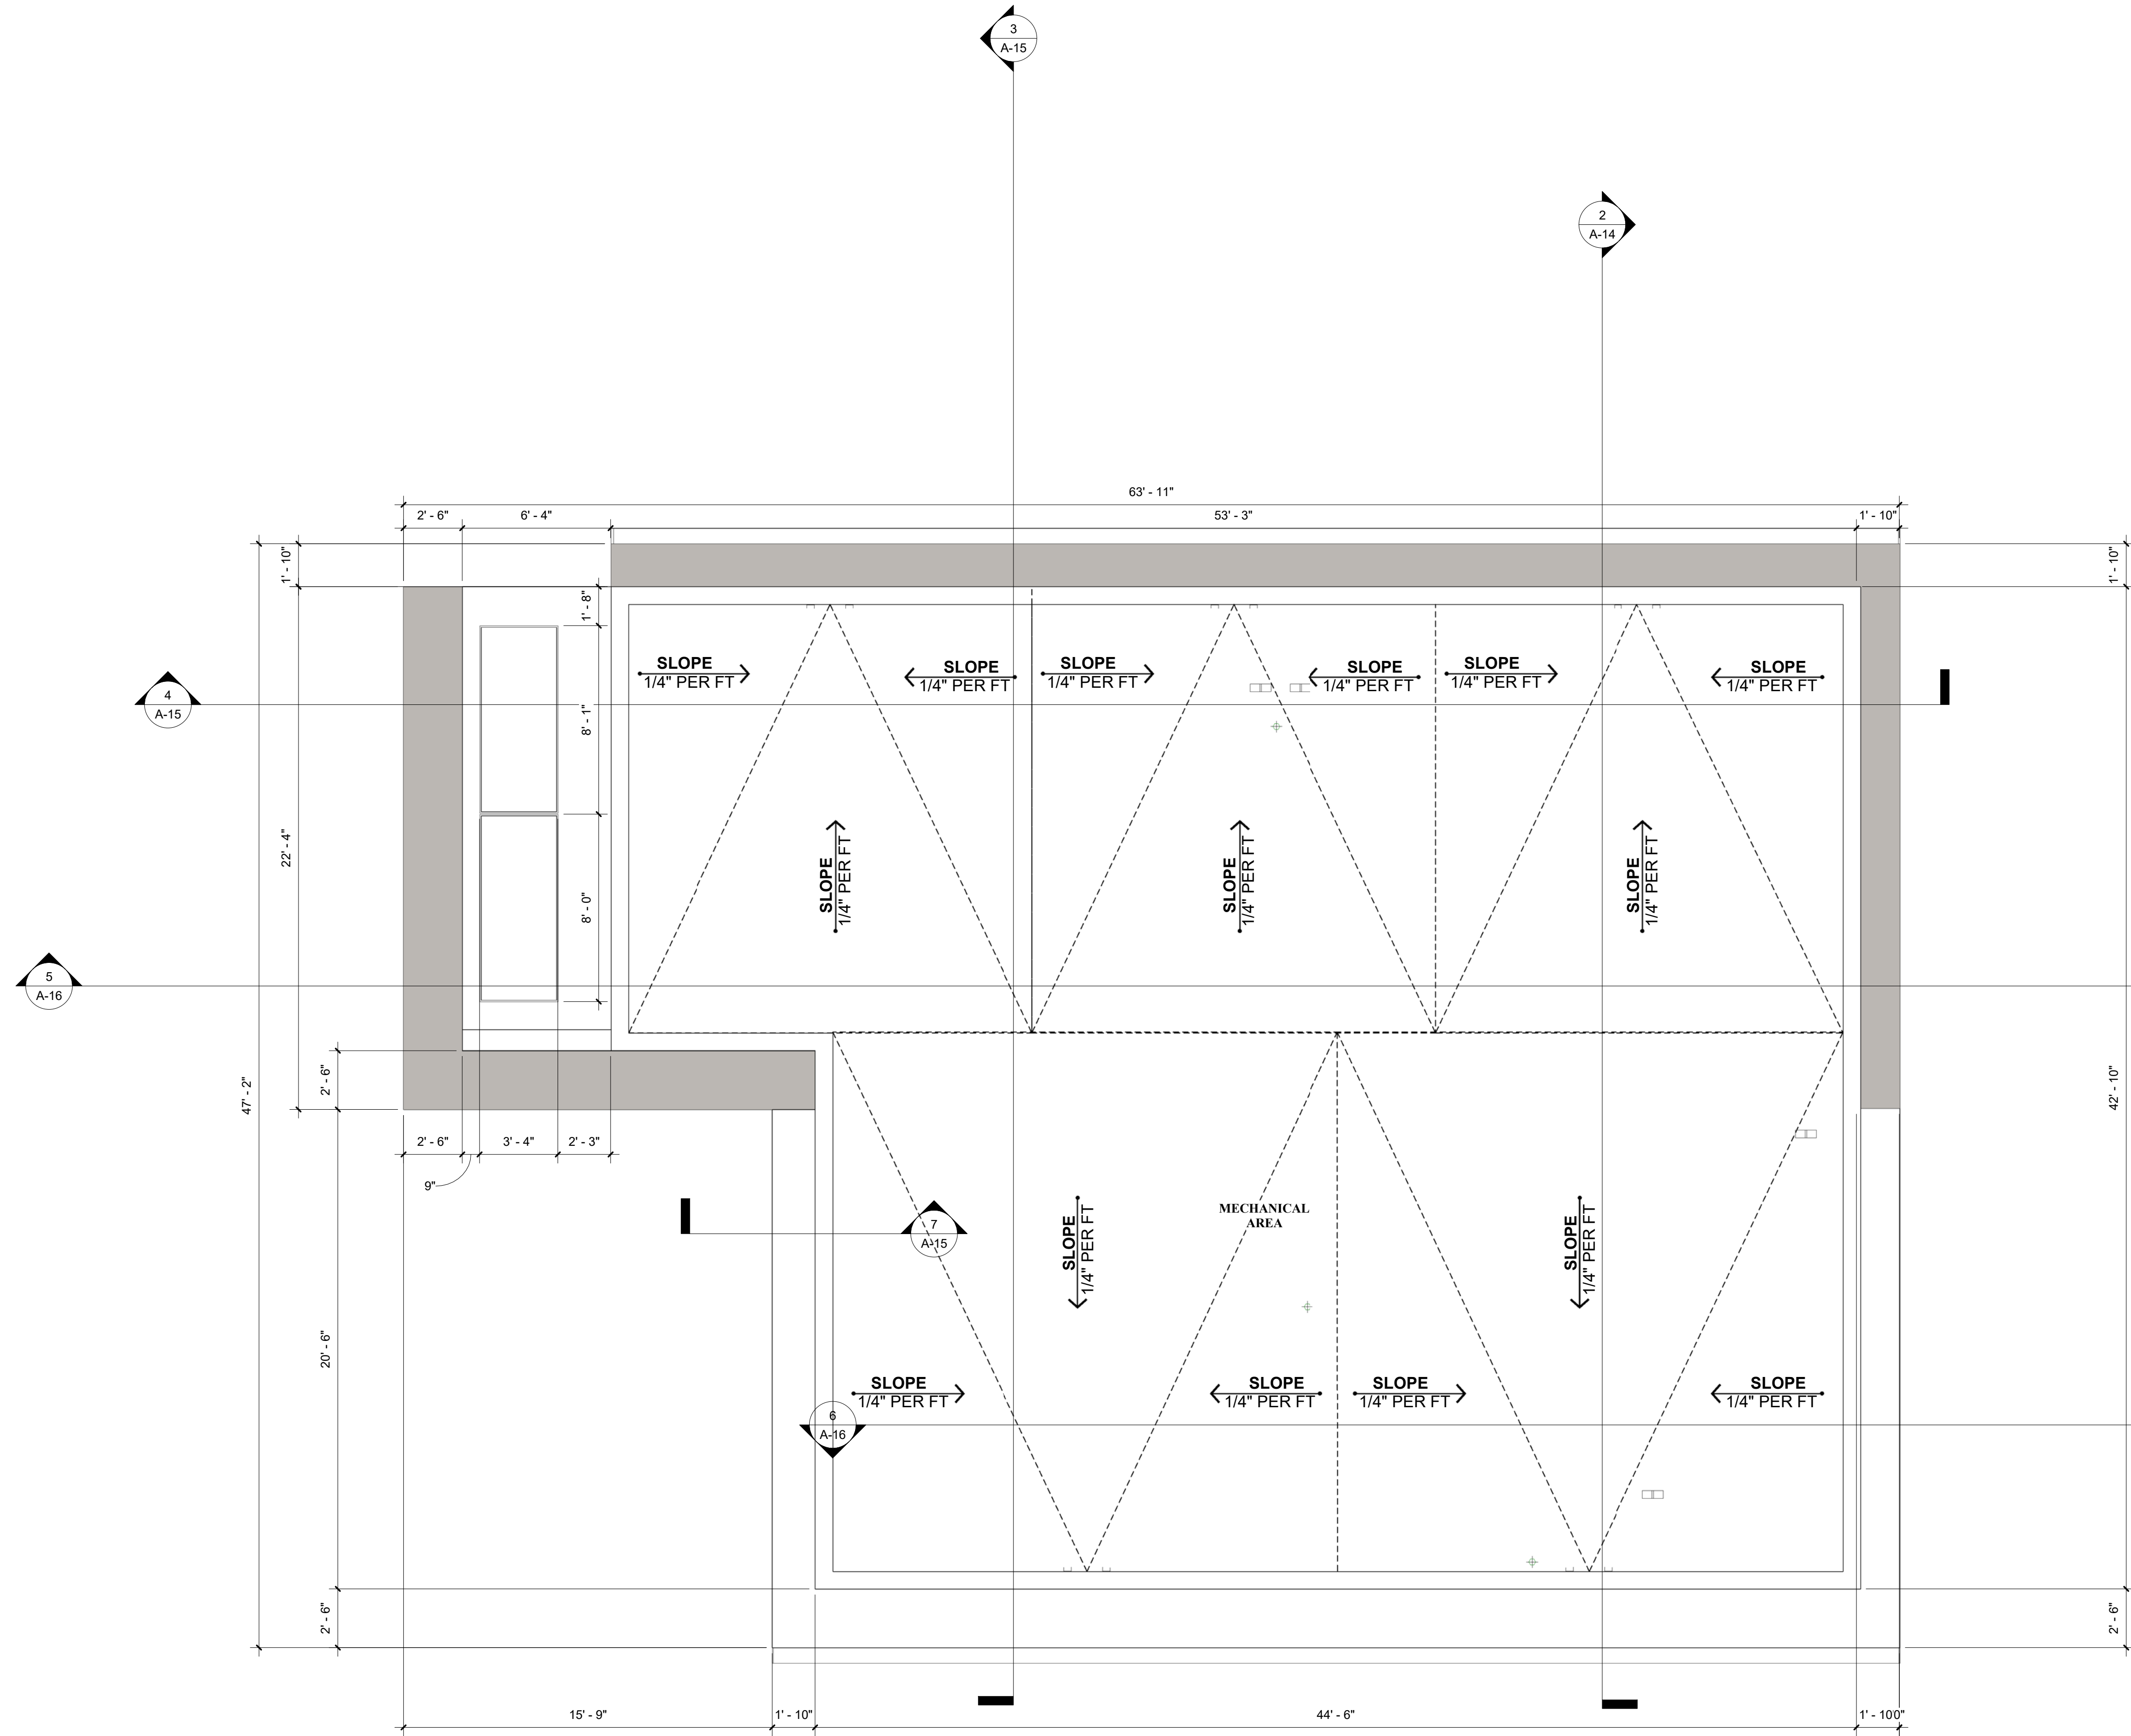 3
A-15
2
A-14
63' - 11"
2' - 6"
6' - 4"
53' - 3"
1' - 10"
1' - 10"
1' - 10"
1' - 8"
SLOPE
1/4" PER FT
SLOPE
1/4" PER FT
SLOPE
1/4" PER FT
SLOPE
1/4" PER FT
SLOPE
1/4" PER FT
SLOPE
1/4" PER FT
4
A-15
8' - 1"
22' - 4"
8' - 0"
SLOPE
1/4" PER FT
SLOPE
1/4" PER FT
SLOPE
1/4" PER FT
5
A-16
47' - 2"
2' - 6"
42' - 10"
2' - 6"
3' - 4"
2' - 3"
9"
7
A-15
MECHANICAL
AREA
SLOPE
1/4" PER FT
SLOPE
1/4" PER FT
20' - 6"
SLOPE
1/4" PER FT
SLOPE
1/4" PER FT
SLOPE
1/4" PER FT
SLOPE
1/4" PER FT
6
A-16
2' - 6"
2' - 6"
15' - 9"
1' - 10"
44' - 6"
1' - 10"
0"